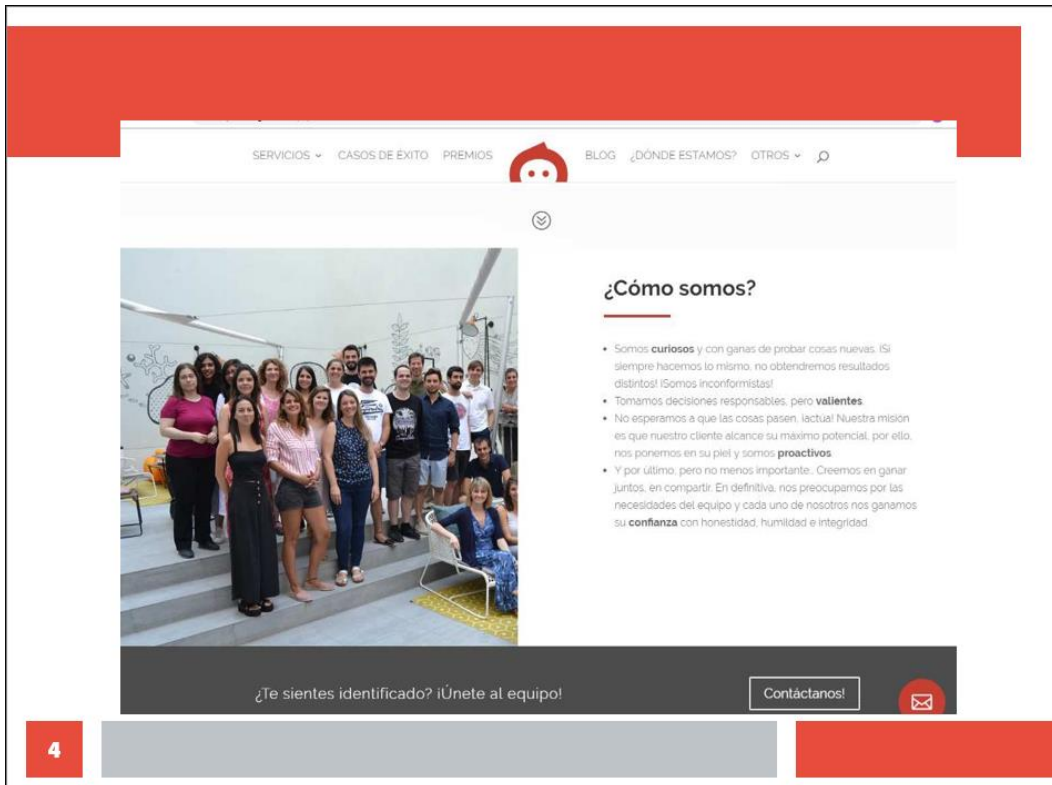 SERVICIOS CASOS DE ÉXITO PREMIOS BLOG ¿DÓNDE ESTAMOS? OTROS
¿Cómo somos?
• Somos curiosos y con ganas de probar cosas nuevas. ¡Si
siempre hacemos lo mismo, no obtendremos resultados
distintos! ¡Somos inconformistas!
• Tomamos decisiones responsables, pero valientes.
• No esperamos a que las cosas pasen, ¡actúa! Nuestra misión
es que nuestro cliente alcance su máximo potencial, por ello,
nos ponemos en su piel y somos proactivos.
• Y por último, pero no menos importante... Creemos en ganar
juntos, en compartir. En definitiva, nos preocupamos por las
necesidades del equipo y cada uno de nosotros nos ganamos
su confianza con honestidad, humildad e integridad.
¿Te sientes identificado? ¡Únete al equipo!
Contáctanos!
4